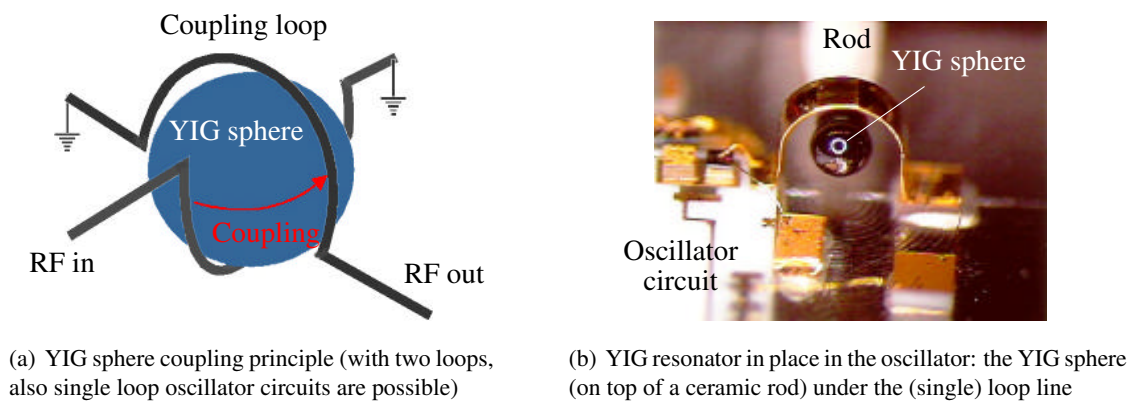 Coupling loop
YIG sphere
Coupling
RF in
RF out
Rod
YIG sphere
Oscillator
circuit
(a) YIG sphere coupling principle (with two loops,
also single loop oscillator circuits are possible)
(b) YIG resonator in place in the oscillator: the YIG sphere
(on top of a ceramic rod) under the (single) loop line